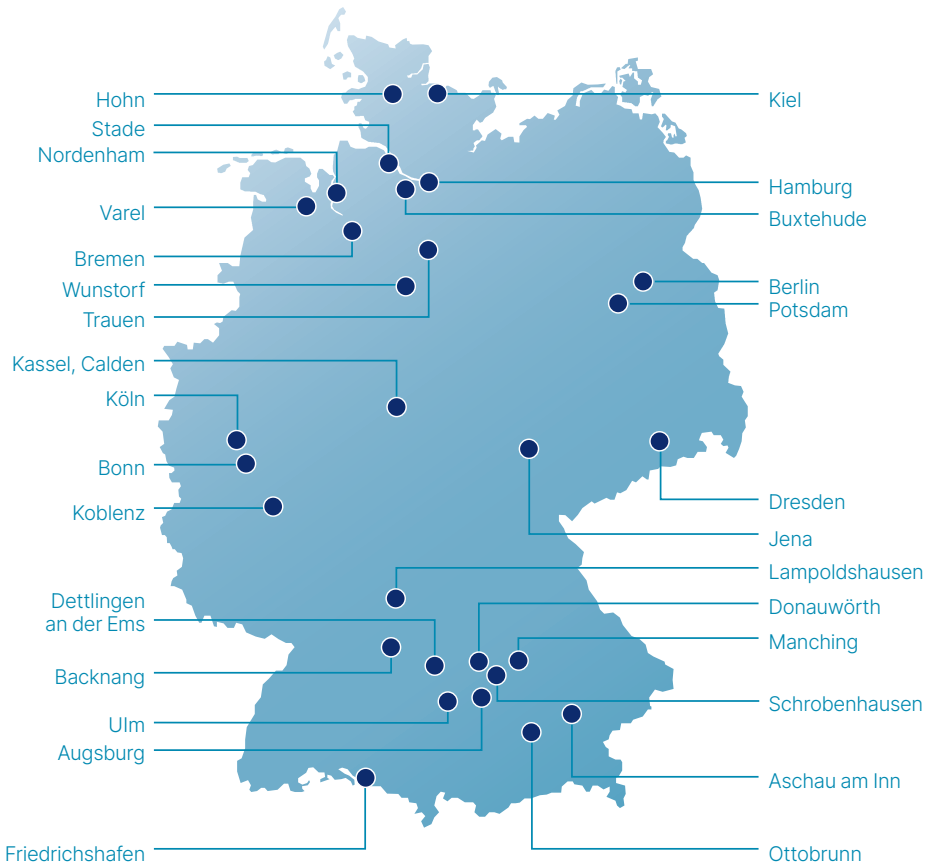 Hohn
Stade
Nordenham
Varel
Bremen
Wunstorf
Trauen
Kassel, Calden
Köln
Bonn
Koblenz
Dettlingen
an der Ems
Backnang
Ulm
Augsburg
Friedrichshafen
Kiel
Hamburg
Buxtehude
Berlin
Potsdam
Dresden
Jena
Lampoldshausen
Donauwörth
Manching
Schrobenhausen
Aschau am Inn
Ottobrunn